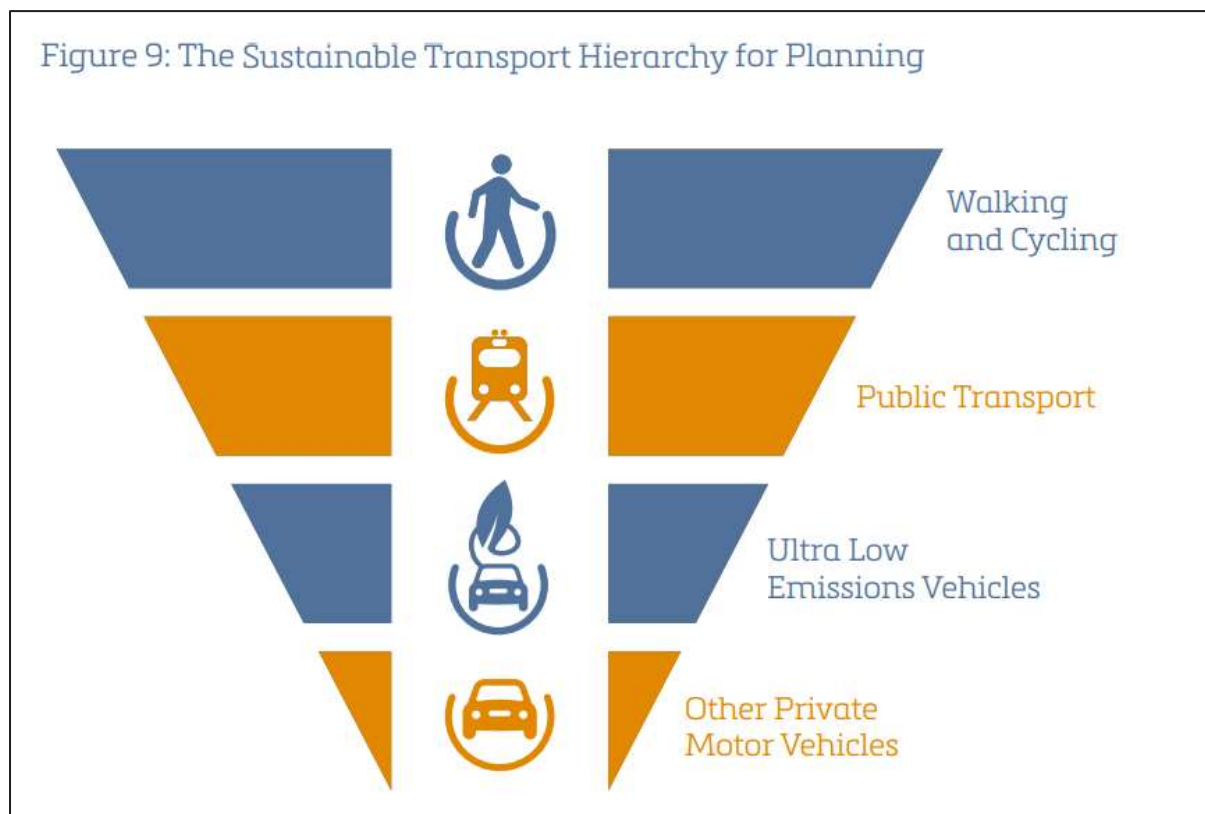 Figure 9: The Sustainable Transport Hierarchy for Planning
Walking
and Cycling
Public Transport
Ultra Low
Emissions Vehicles
Other Private
Motor Vehicles